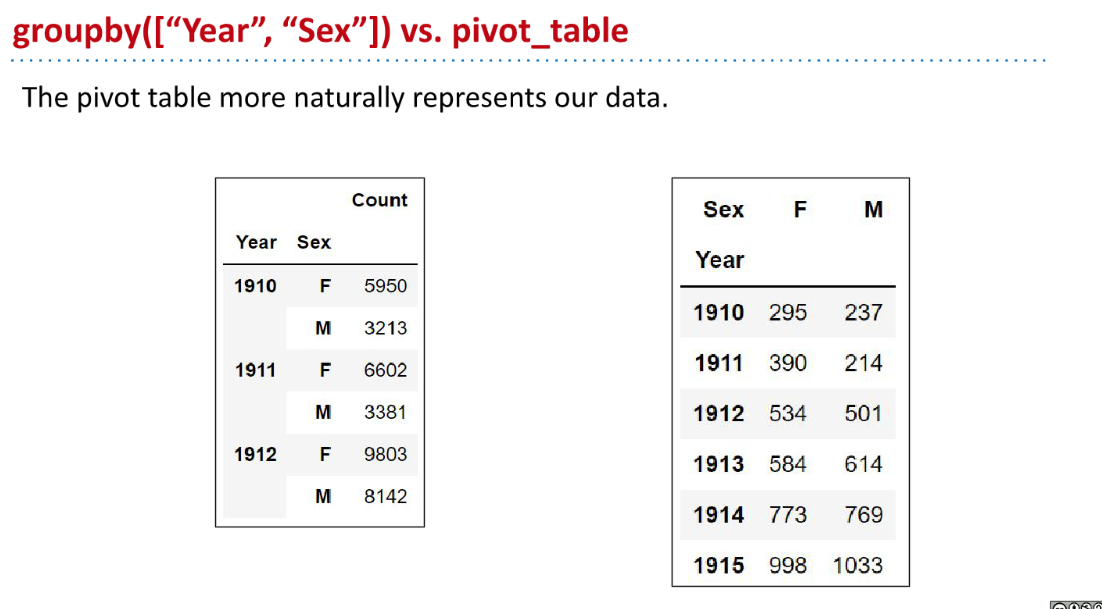 groupby([“Year”, “Sex”]) vs. pivot_table
The pivot table more naturally represents our data.
Count
Year Sex
1910 F 5950
M 3213
1911 F 6602
M 3381
1912 F 9803
M 8142
Sex F M
Year
1910 295 237
1911 390 214
1912 534 501
1913 584 614
1914 773 769
1915 998 1033